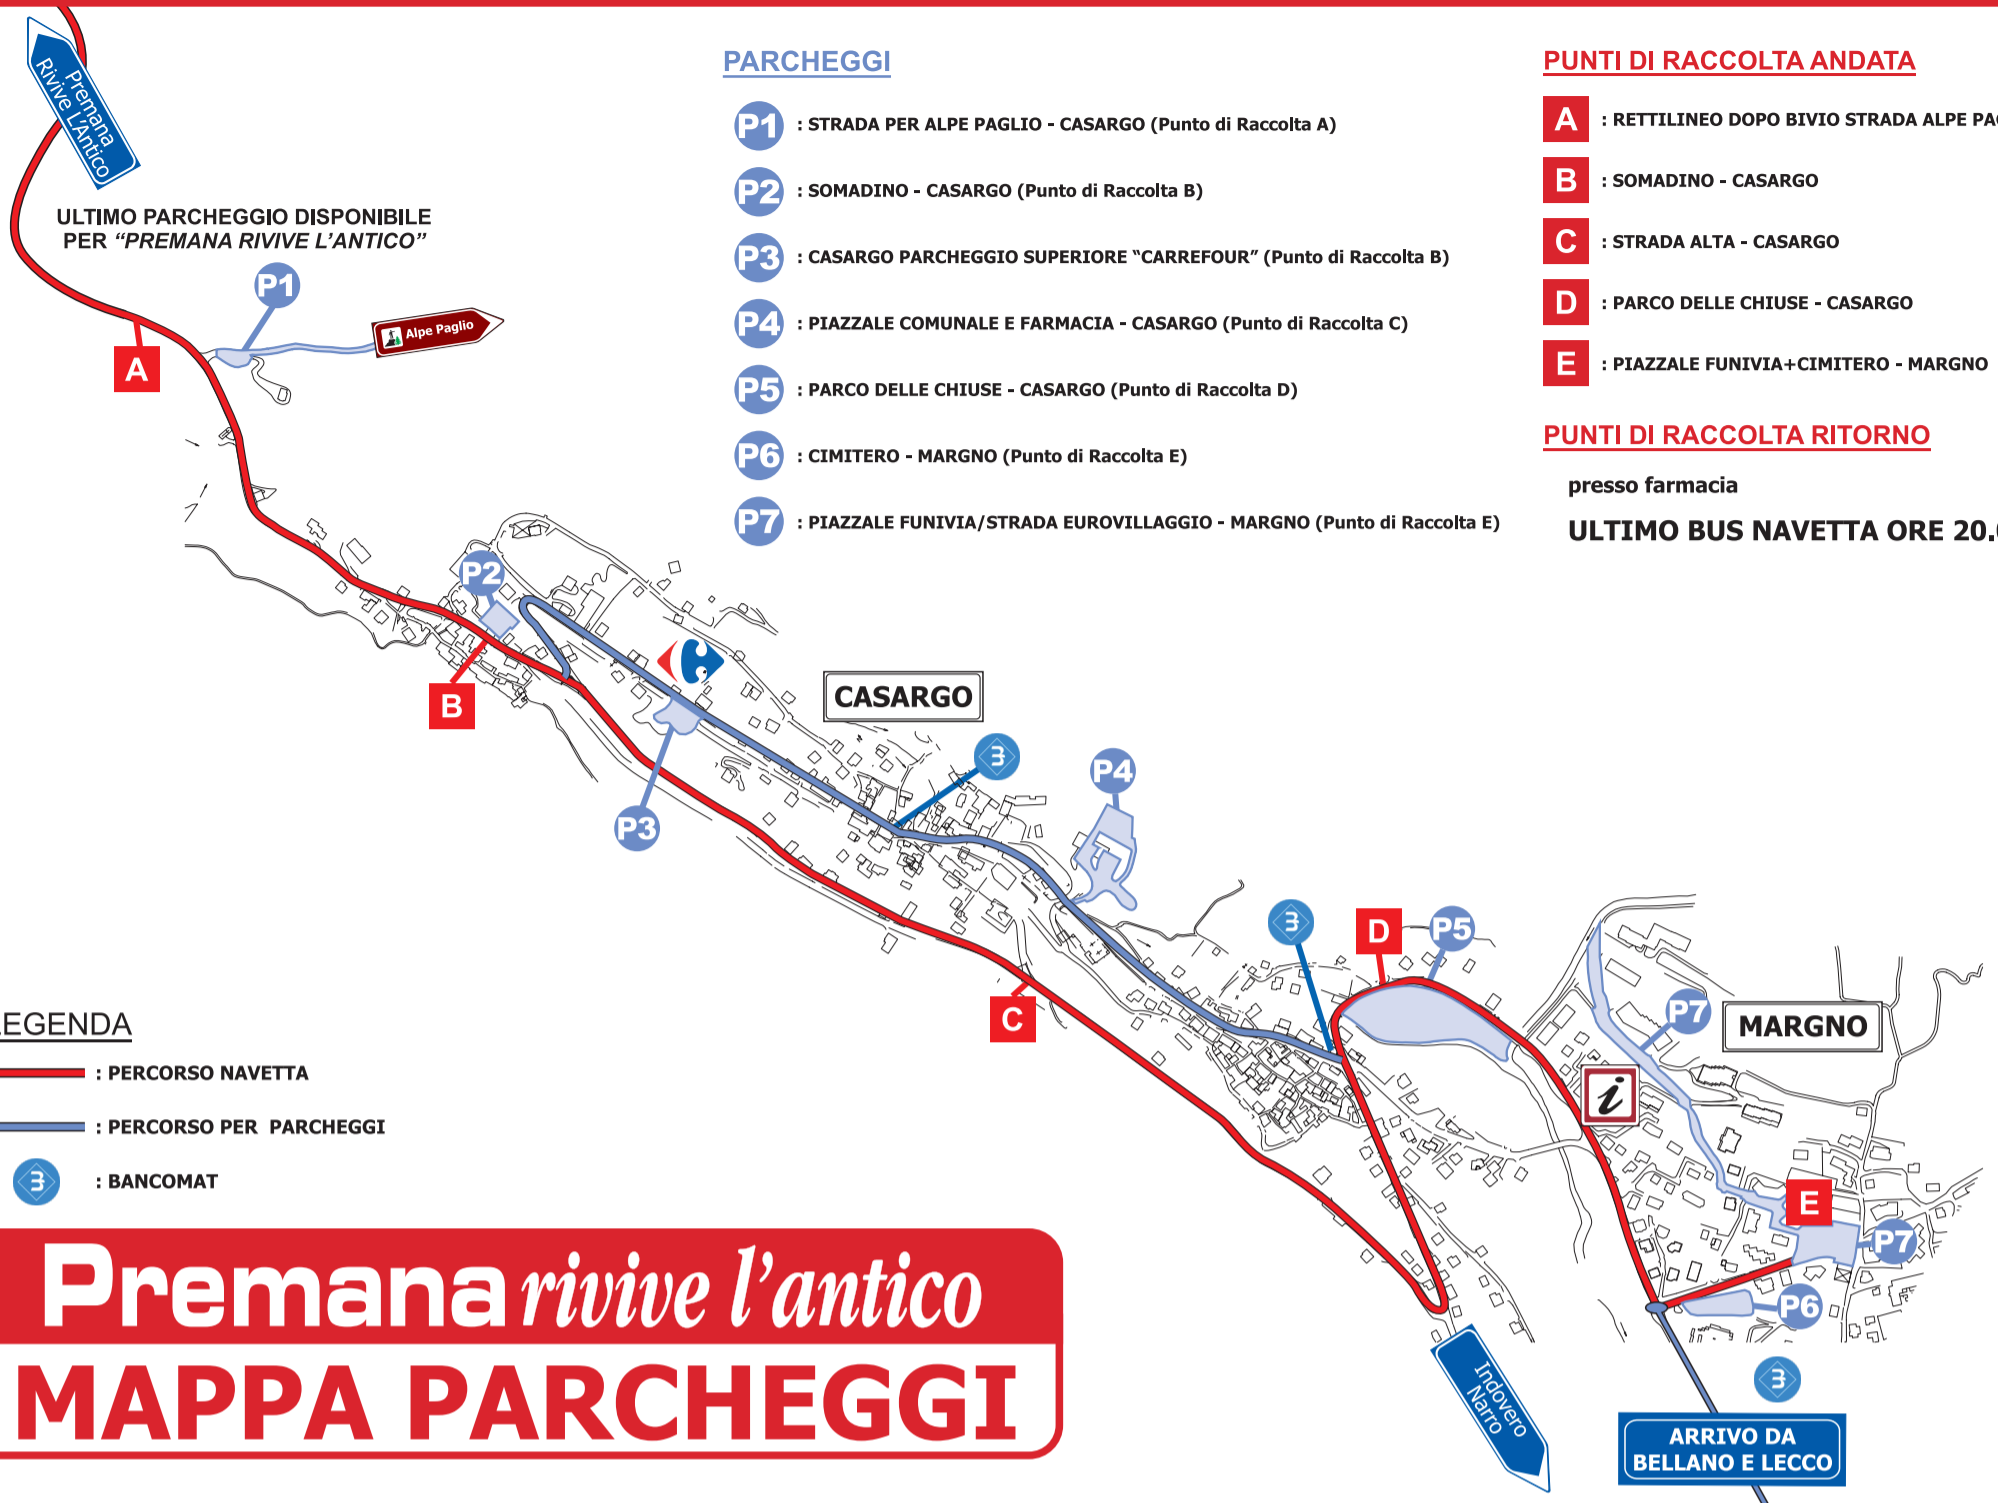 Premana
Rivive L'Antico
ULTIMO PARCHEGGIO DISPONIBILE
PER “PREMANA RIVIVE L’ANTICO”
P1
Alpe Paglio
A
PARCHEGGI
P1 : STRADA PER ALPE PAGLIO - CASARGO (Punto di Raccolta A)
P2 : SOMADINO - CASARGO (Punto di Raccolta B)
P3 : CASARGO PARCHEGGIO SUPERIORE “CARREFOUR” (Punto di Raccolta B)
P4 : PIAZZALE COMUNALE E FARMACIA - CASARGO (Punto di Raccolta C)
P5 : PARCO DELLE CHIUSE - CASARGO (Punto di Raccolta D)
P6 : CIMITERO - MARGNO (Punto di Raccolta E)
P7 : PIAZZALE FUNIVIA/STRADA EUROVILLAGGIO - MARGNO (Punto di Raccolta E)
PUNTI DI RACCOLTA ANDATA
A : RETTILINEO DOPO BIVIO STRADA ALPE
B : SOMADINO - CASARGO
C : STRADA ALTA - CASARGO
D : PARCO DELLE CHIUSE - CASARGO
E : PIAZZALE FUNIVIA+CIMITERO - MARGNO
PUNTI DI RACCOLTA RITORNO
presso farmacia
ULTIMO BUS NAVETTA ORE
P2
B
CASARGO
P3
P4
C
D
P5
P7
MARGNO
i
E
P7
P6
Indovero
Narro
ARRIVO DA
BELLANO E LECCO
LEGENDA
: PERCORSO NAVETTA
: PERCORSO PER PARCHEGGI
: BANCOMAT
Premana rivive l’antico
MAPPA PARCHEGGI